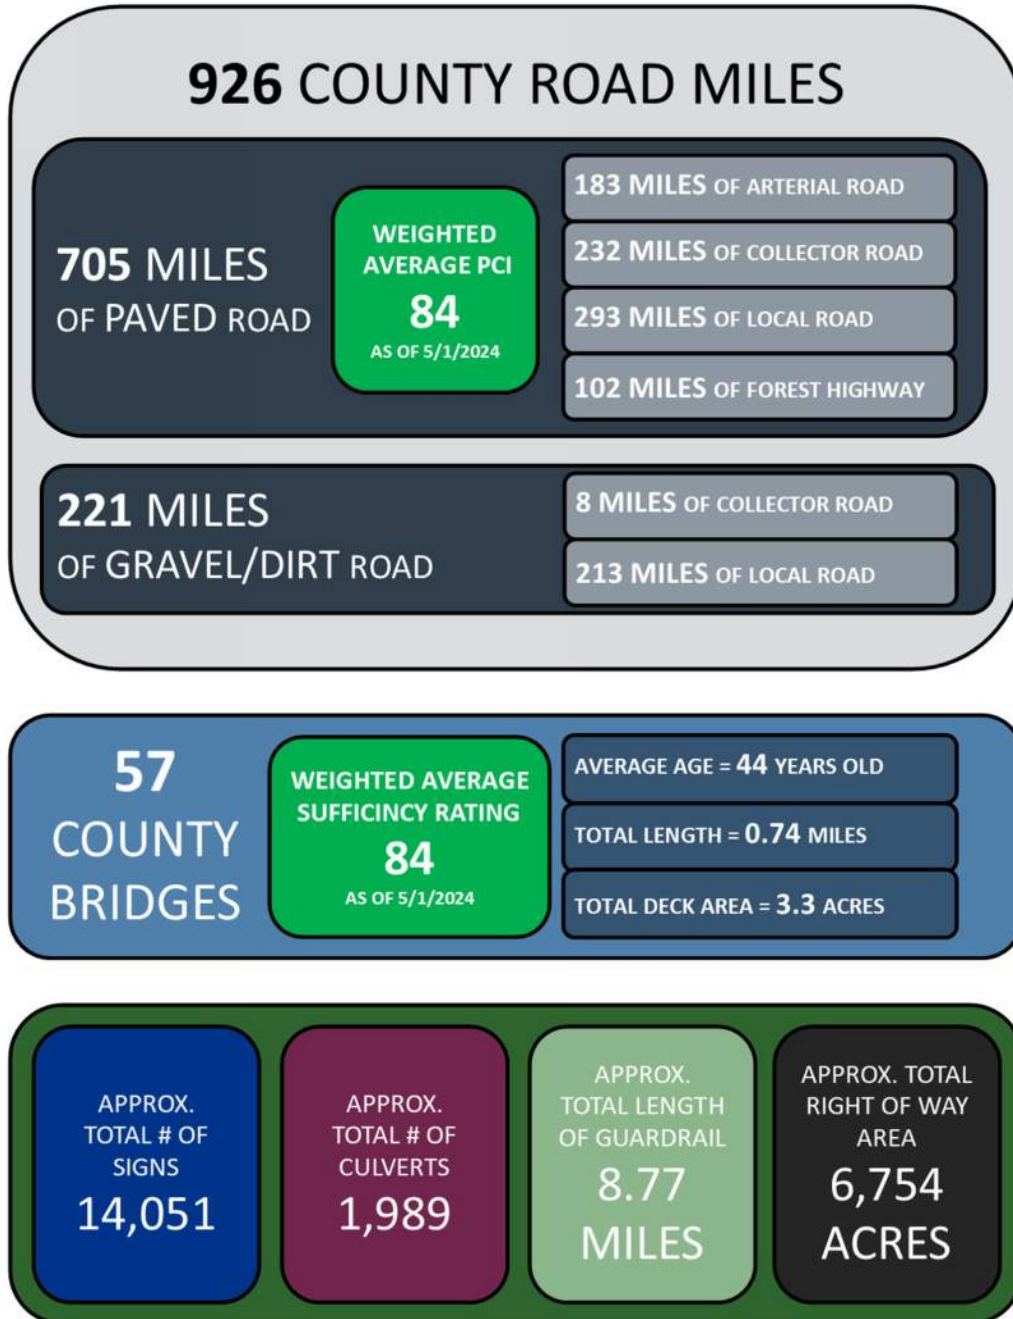 926 COUNTY ROAD MILES
705 MILES
OF PAVED ROAD
WEIGHTED
AVERAGE PCI
84
AS OF 5/1/2024
183 MILES OF ARTERIAL ROAD
232 MILES OF COLLECTOR ROAD
293 MILES OF LOCAL ROAD
102 MILES OF FOREST HIGHWAY
221 MILES
OF GRAVEL/DIRT ROAD
8 MILES OF COLLECTOR ROAD
213 MILES OF LOCAL ROAD
57
COUNTY
BRIDGES
WEIGHTED AVERAGE
SUFFICINCY RATING
84
AS OF 5/1/2024
AVERAGE AGE = 44 YEARS OLD
TOTAL LENGTH = 0.74 MILES
TOTAL DECK AREA = 3.3 ACRES
APPROX.
TOTAL # OF
SIGNS
14,051
APPROX.
TOTAL # OF
CULVERTS
1,989
APPROX.
TOTAL LENGTH
OF GUARDRAIL
8.77
MILES
APPROX. TOTAL
RIGHT OF WAY
AREA
6,754
ACRES